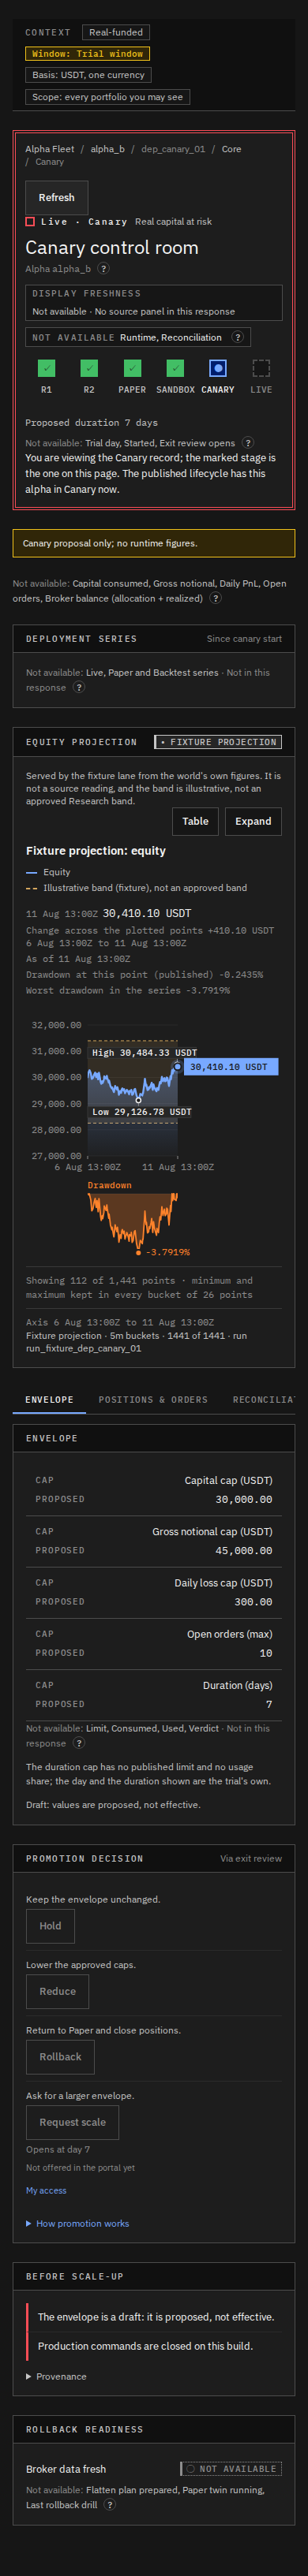 CONTEXT Real-funded
Window: Trial window
Basis: USDT, one currency
Scope: every portfolio you may see
Alpha Fleet / alpha_b / dep_canary_01 / Core
/ Canary
Refresh
Live · Canary Real capital at risk
Canary control room
Alpha alpha_b ?
DISPLAY FRESHNESS
Not available · No source panel in this response
NOT AVAILABLE Runtime, Reconciliation ?
R1 R2 PAPER SANDBOX CANARY LIVE
Proposed duration 7 days
Not available: Trial day, Started, Exit review opens ?
You are viewing the Canary record; the marked stage is
the one on this page. The published lifecycle has this
alpha in Canary now.
Canary proposal only; no runtime figures.
Not available: Capital consumed, Gross notional, Daily PnL, Open
orders, Broker balance (allocation + realized) ?
DEPLOYMENT SERIES Since canary start
Not available: Live, Paper and Backtest series · Not in this
response ?
EQUITY PROJECTION • FIXTURE PROJECTION
Served by the fixture lane from the world's own figures. It is
not a source reading, and the band is illustrative, not an
approved Research band.
Table Expand
Fixture projection: equity
Equity
Illustrative band (fixture), not an approved band
11 Aug 13:00Z 30,410.10 USDT
Change across the plotted points +410.10 USDT
6 Aug 13:00Z to 11 Aug 13:00Z
As of 11 Aug 13:00Z
Drawdown at this point (published) -0.2435%
Worst drawdown in the series -3.7919%
32,000.00
31,000.00
High 30,484.33 USDT
30,000.00
30,410.10 USDT
29,000.00
Low 29,126.78 USDT
28,000.00
27,000.00
6 Aug 13:00Z 11 Aug 13:00Z
Drawdown
-3.7919%
Showing 112 of 1,441 points · minimum and
maximum kept in every bucket of 26 points
Axis 6 Aug 13:00Z to 11 Aug 13:00Z
Fixture projection · 5m buckets · 1441 of 1441 · run
run_fixture_dep_canary_01
ENVELOPE POSITIONS & ORDERS RECONCILIA
ENVELOPE
CAP Capital cap (USDT)
PROPOSED 30,000.00
CAP Gross notional cap (USDT)
PROPOSED 45,000.00
CAP Daily loss cap (USDT)
PROPOSED 300.00
CAP Open orders (max)
PROPOSED 10
CAP Duration (days)
PROPOSED 7
Not available: Limit, Consumed, Used, Verdict · Not in this
response ?
The duration cap has no published limit and no usage
share; the day and the duration shown are the trial's own.
Draft: values are proposed, not effective.
PROMOTION DECISION Via exit review
Keep the envelope unchanged.
Hold
Lower the approved caps.
Reduce
Return to Paper and close positions.
Rollback
Ask for a larger envelope.
Request scale
Opens at day 7
Not offered in the portal yet
My access
How promotion works
BEFORE SCALE-UP
The envelope is a draft: it is proposed, not effective.
Production commands are closed on this build.
Provenance
ROLLBACK READINESS
Broker data fresh NOT AVAILABLE
Not available: Flatten plan prepared, Paper twin running,
Last rollback drill ?